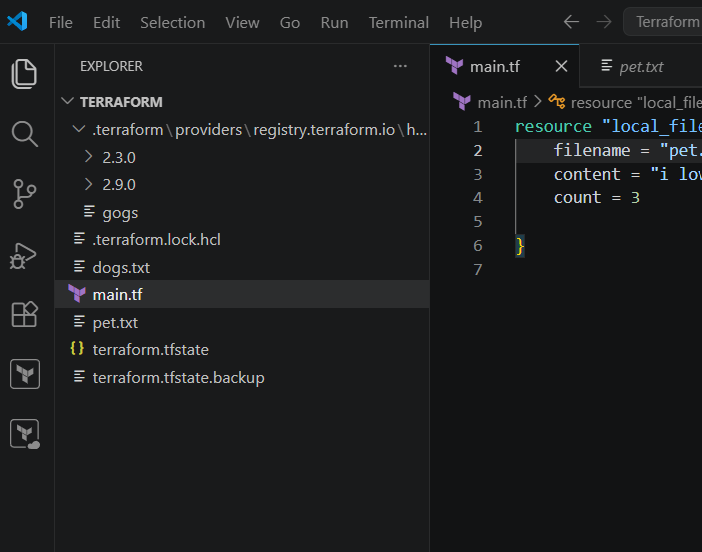 File Edit Selection View Go Run Terminal Help Terraform
EXPLORER ...
main.tf pet.txt
TERRAFORM
main.tf > resource "local_file
.terraform\providers\registry.terraform.io\h...
2.3.0
2.9.0
gogs
.terraform.lock.hcl
dogs.txt
main.tf
pet.txt
{} terraform.tfstate
terraform.tfstate.backup
1 resource "local_file
2 filename = "pet.
3 content = "i low
4 count = 3
5
6 }
7